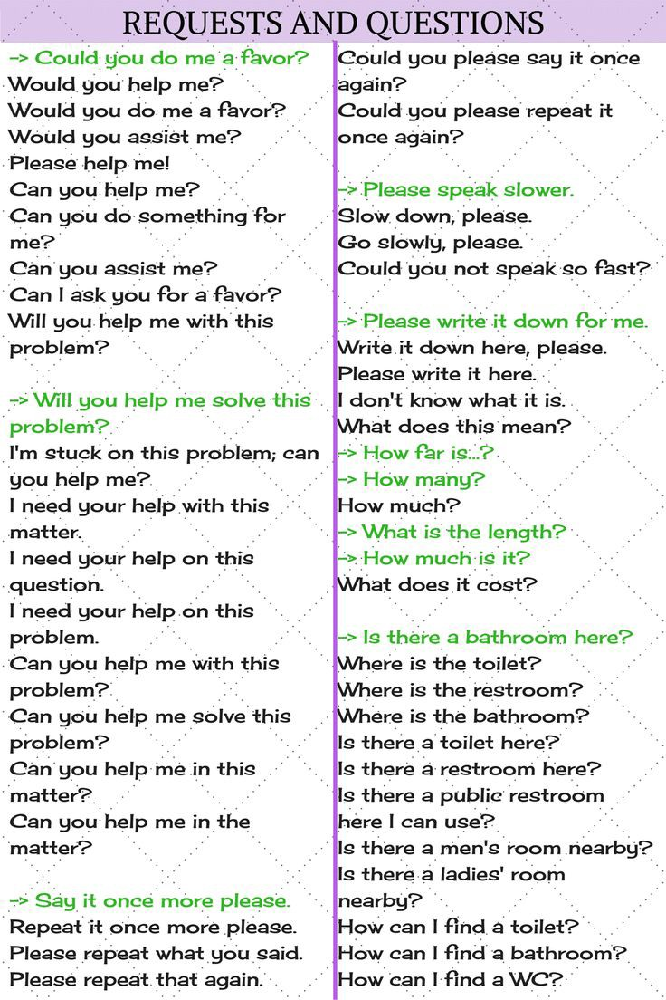 REQUESTS AND QUESTIONS
-> Could you do me a favor?
Would you help me?
Would you do me a favor?
Would you assist me?
Please help me!
Can you help me?
Can you do something for
me?
Can you assist me?
Can I ask you for a favor?
Will you help me with this
problem?
-> Will you help me solve this
problem?
I'm stuck on this problem; can
you help me?
I need your help with this
matter.
I need your help on this
question.
I need your help on this
problem.
Can you help me with this
problem?
Can you help me solve this
problem?
Can you help me in this
matter?
Can you help me in the
matter?
-> Say it once more please.
Repeat it once more please.
Please repeat what you said.
Please repeat that again.
Could you please say it once
again?
Could you please repeat it
once again?
-> Please speak slower.
Slow down, please.
Go slowly, please.
Could you not speak so fast?
-> Please write it down for me.
Write it down here, please.
Please write it here.
I don't know what it is.
What does this mean?
-> How far is...?
-> How many?
How much?
-> What is the length?
-> How much is it?
What does it cost?
-> Is there a bathroom here?
Where is the toilet?
Where is the restroom?
Where is the bathroom?
Is there a toilet here?
Is there a restroom here?
Is there a public restroom
here I can use?
Is there a men's room nearby?
Is there a ladies' room
nearby?
How can I find a toilet?
How can I find a bathroom?
How can I find a WC?